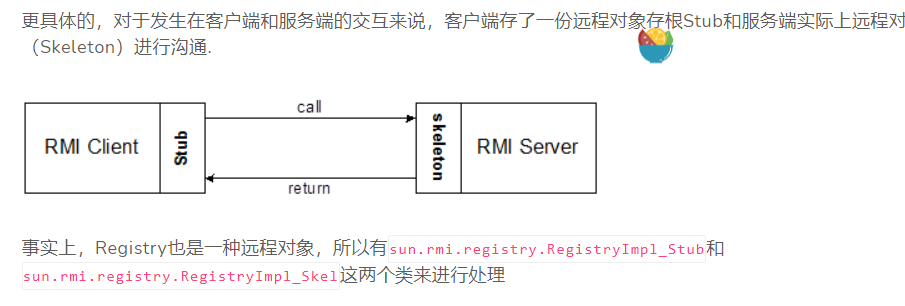 更具体的，对于发生在客户端和服务端的交互来说，客户端存了一份远程对象存根Stub和服务端实际上远程对
（Skeleton）进行沟通.
call
RMI Client
Stub
skeleton
RMI Server
return
事实上，Registry也是一种远程对象，所以有sun.rmi.registry.RegistryImpl_Stub和
sun.rmi.registry.RegistryImpl_Skel这两个类来进行处理